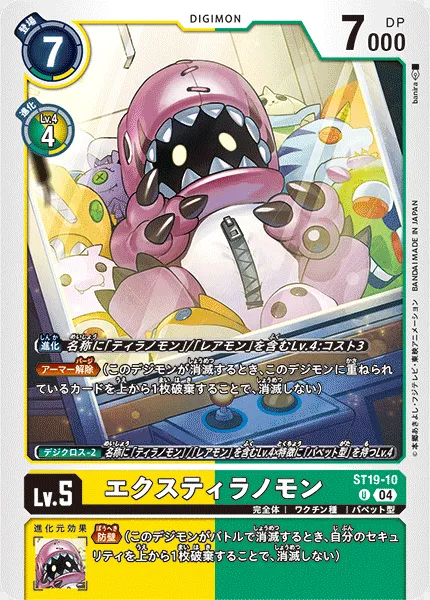 登場
7
DIGIMON
7000
DP
進化
Lv.4
4
banira
©本郷あきよし・フジテレビ・東映アニメーション BANDAI MADE IN JAPAN
進化 名称に「ティラノモン」/「レアモン」を含むLv.4:コスト3
アーマー解除 (このデジモンが消滅するとき、このデジモンに重ねられ
ているカードを上から1枚破棄することで、消滅しない)
デジクロス-2 名称に「ティラノモン」/「レアモン」を含むLv.4×特徴に「パペット型」を持つLv.4
Lv.5
エクスティラノモン
ST19-10
U 04
完全体 ワクチン種 パペット型
進化元効果
防壁 (このデジモンがバトルで消滅するとき、自分のセキュ
リティを上から1枚破棄することで、消滅しない)